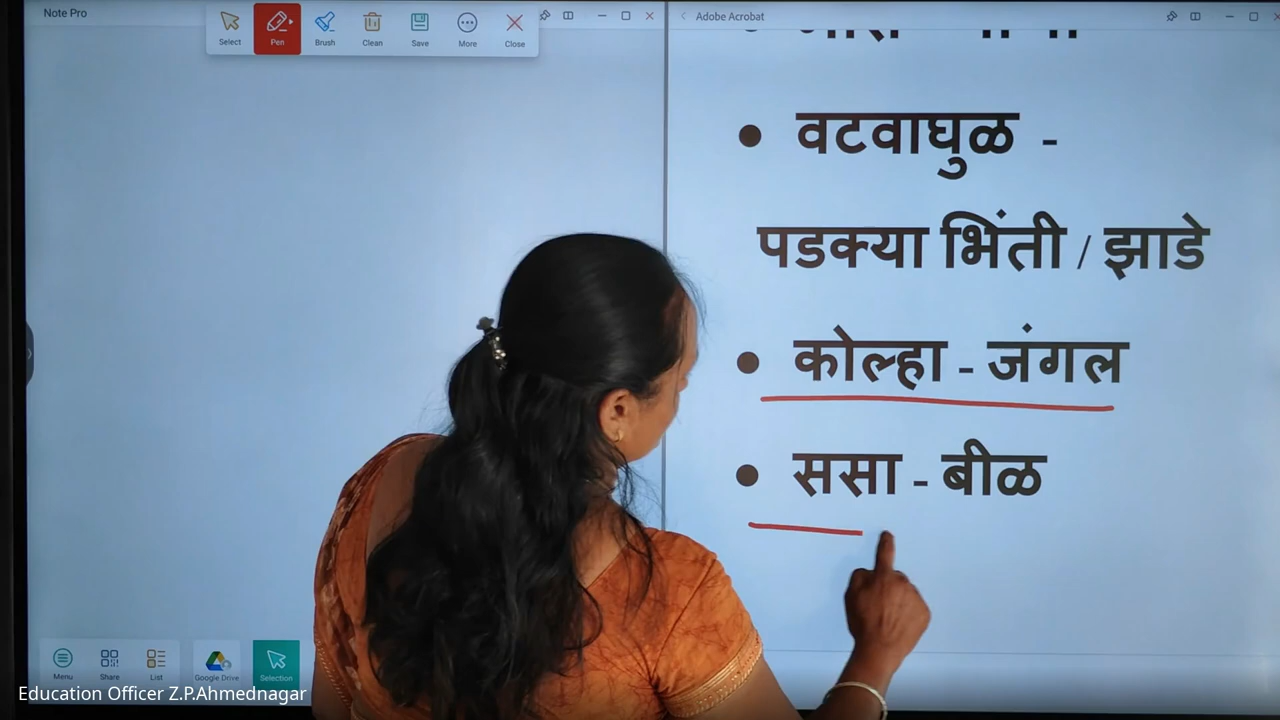 Note Pro
Select
Pen
Brush
Clean
Save
More
Close
Adobe Acrobat
• वटवाघुळ -
पडक्या भिंती / झाडे
• कोल्हा - जंगल
• ससा - बीळ
Menu
Share
List
Google Drive
Selection
Education Officer Z.P.Ahmednagar